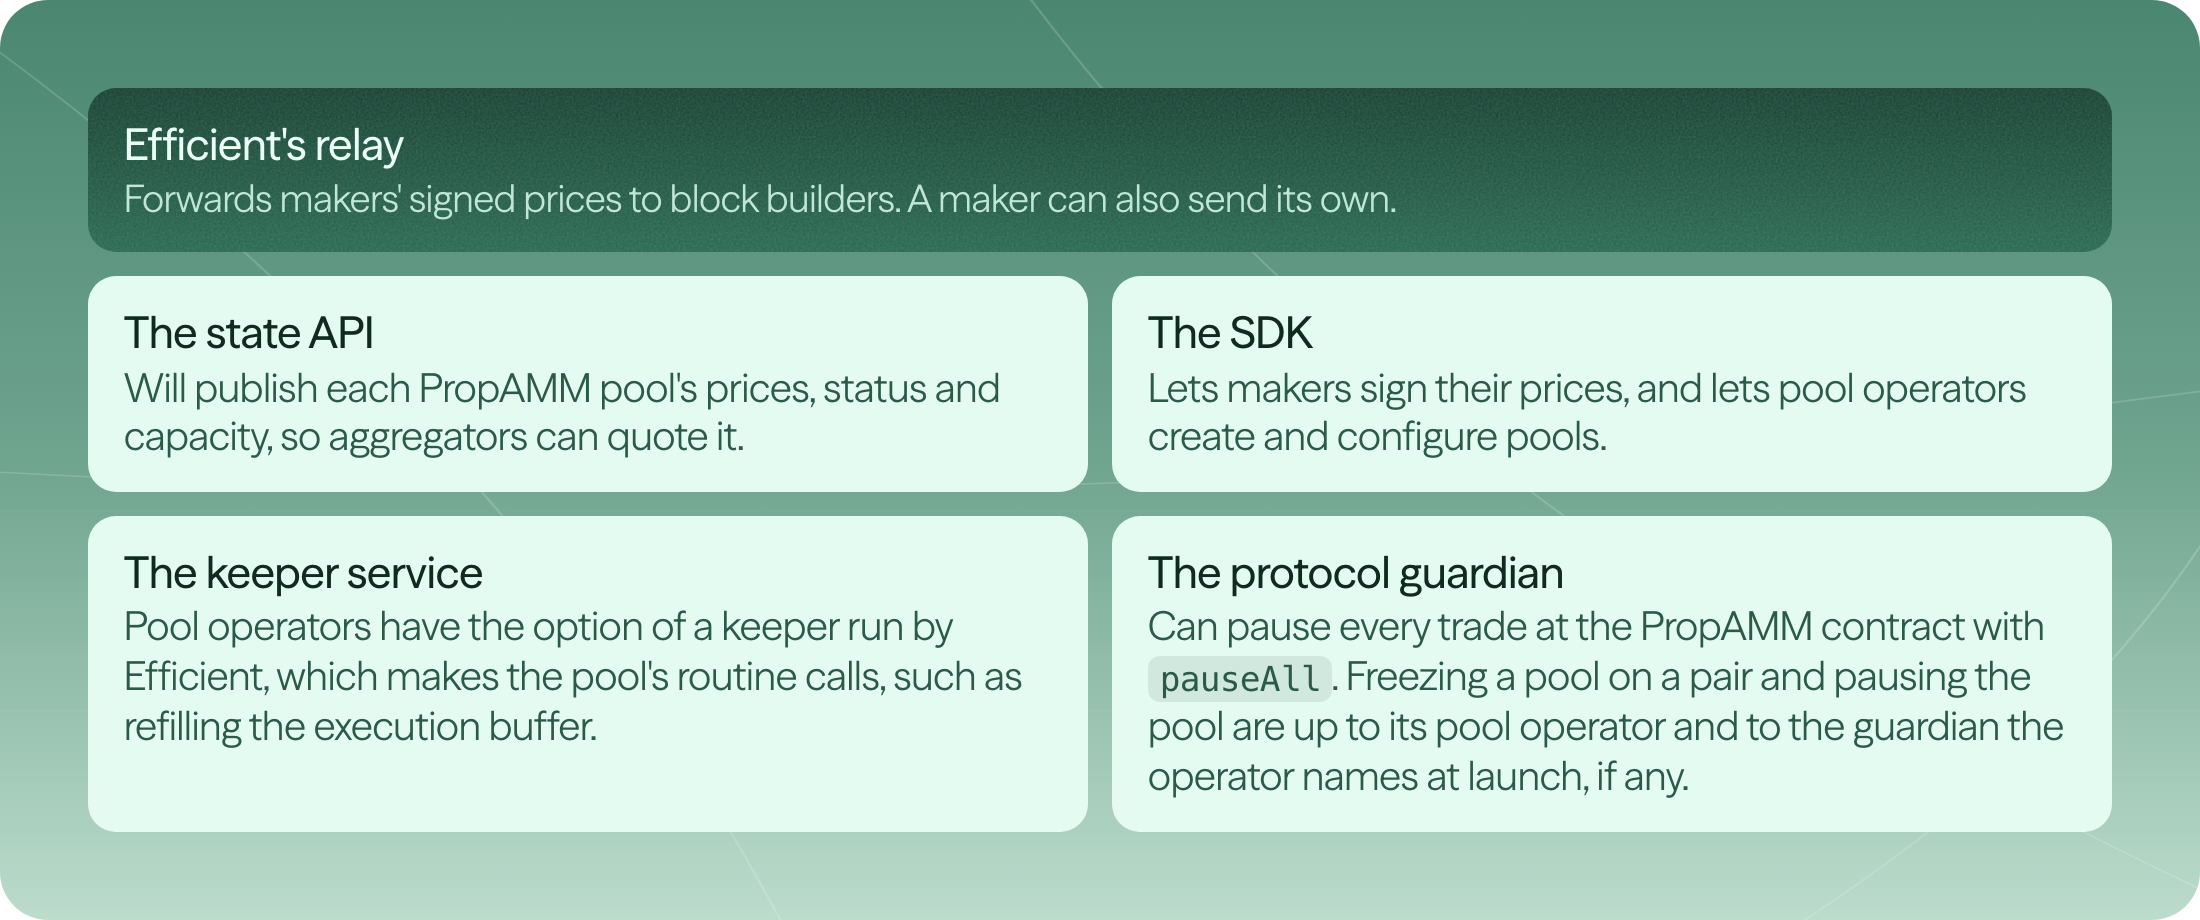 Efficient's relay
Forwards makers' signed prices to block builders. A maker can also send its own.
The state API
Will publish each PropAMM pool's prices, status and
capacity, so aggregators can quote it.
The SDK
Lets makers sign their prices, and lets pool operators
create and configure pools.
The keeper service
Pool operators have the option of a keeper run by
Efficient, which makes the pool's routine calls, such as
refilling the execution buffer.
The protocol guardian
Can pause every trade at the PropAMM contract with
pauseAll. Freezing a pool on a pair and pausing the
pool are up to its pool operator and to the guardian the
operator names at launch, if any.